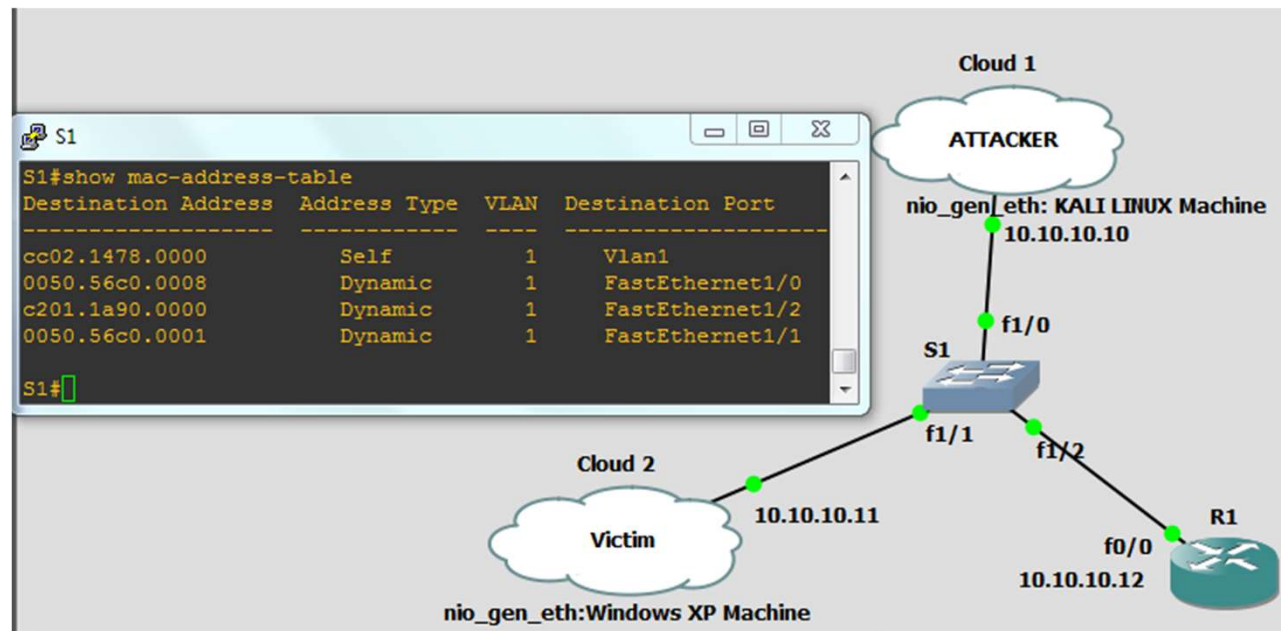 S1
S1#show mac-address-table
Destination Address Address Type VLAN Destination Port
------------------- ------------ ---- --------------------
cc02.1478.0000 Self 1 Vlan1
0050.56c0.0008 Dynamic 1 FastEthernet1/0
c201.1a90.0000 Dynamic 1 FastEthernet1/2
0050.56c0.0001 Dynamic 1 FastEthernet1/1
S1#
Cloud 1
ATTACKER
nio_gen_eth: KALI LINUX Machine
10.10.10.10
f1/0
S1
f1/1
f1/2
Cloud 2
Victim
10.10.10.11
nio_gen_eth:Windows XP Machine
R1
f0/0
10.10.10.12